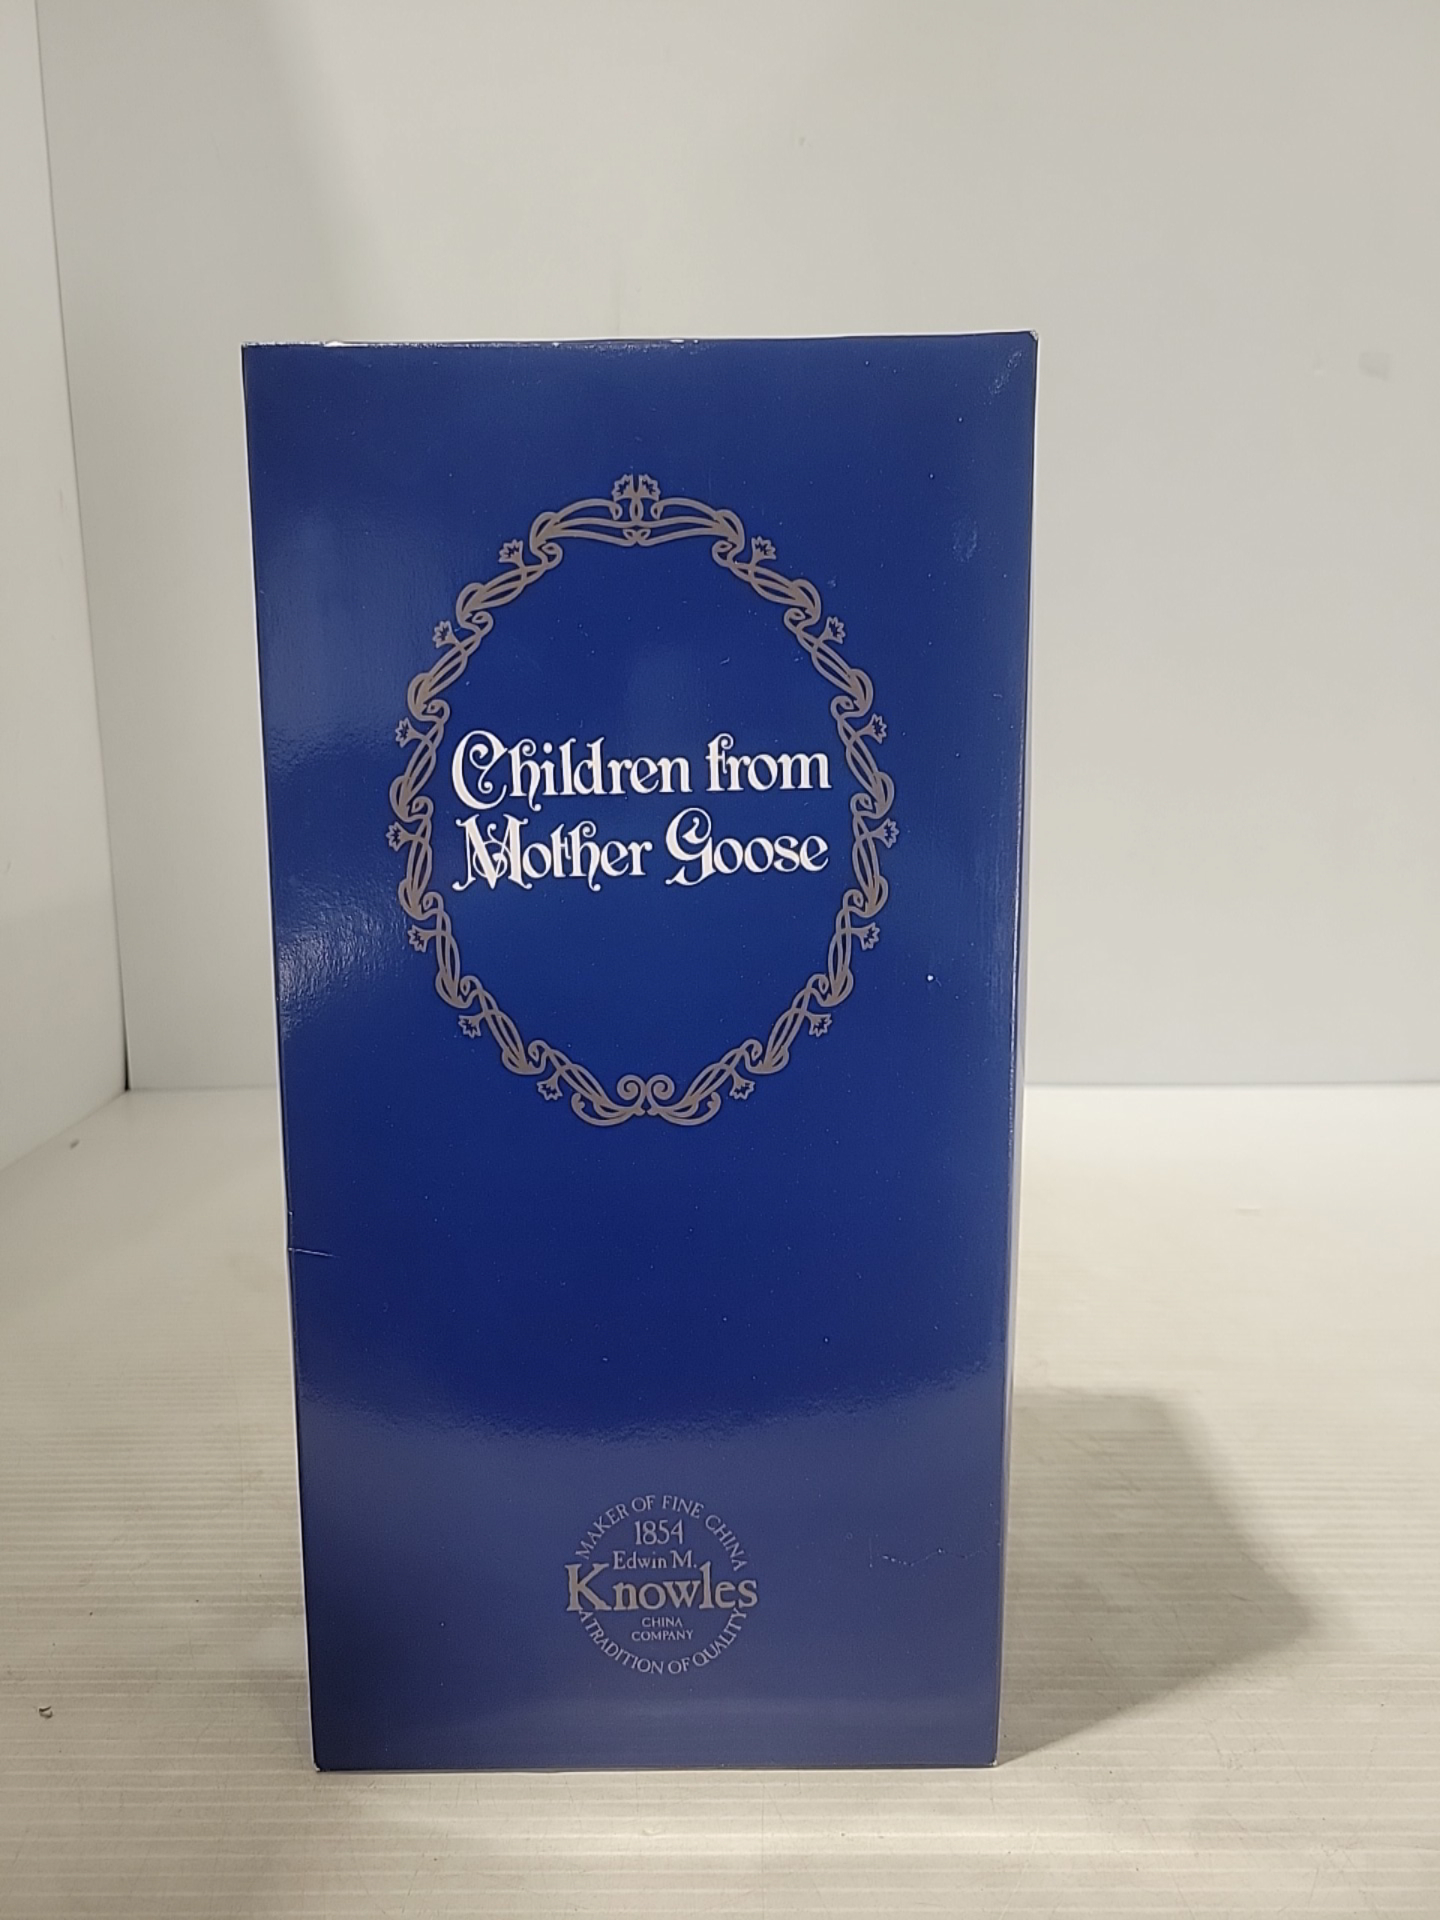 Children from
Mother Goose
MAKER OF FINE CHINA
1854
Edwin M.
Knowles
CHINA
COMPANY
A TRADITION OF QUALITY